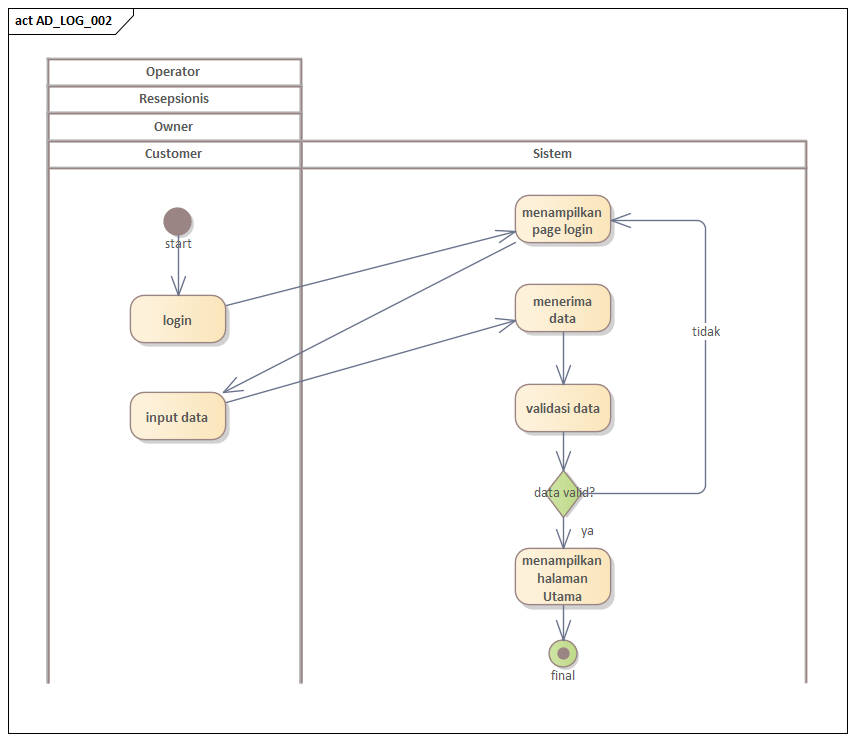 act AD_LOG_002
Operator
Resepsionis
Owner
Customer
Sistem
start
login
input data
menampilkan
page login
menerima
data
validasi data
data valid?
tidak
ya
menampilkan
halaman
Utama
final